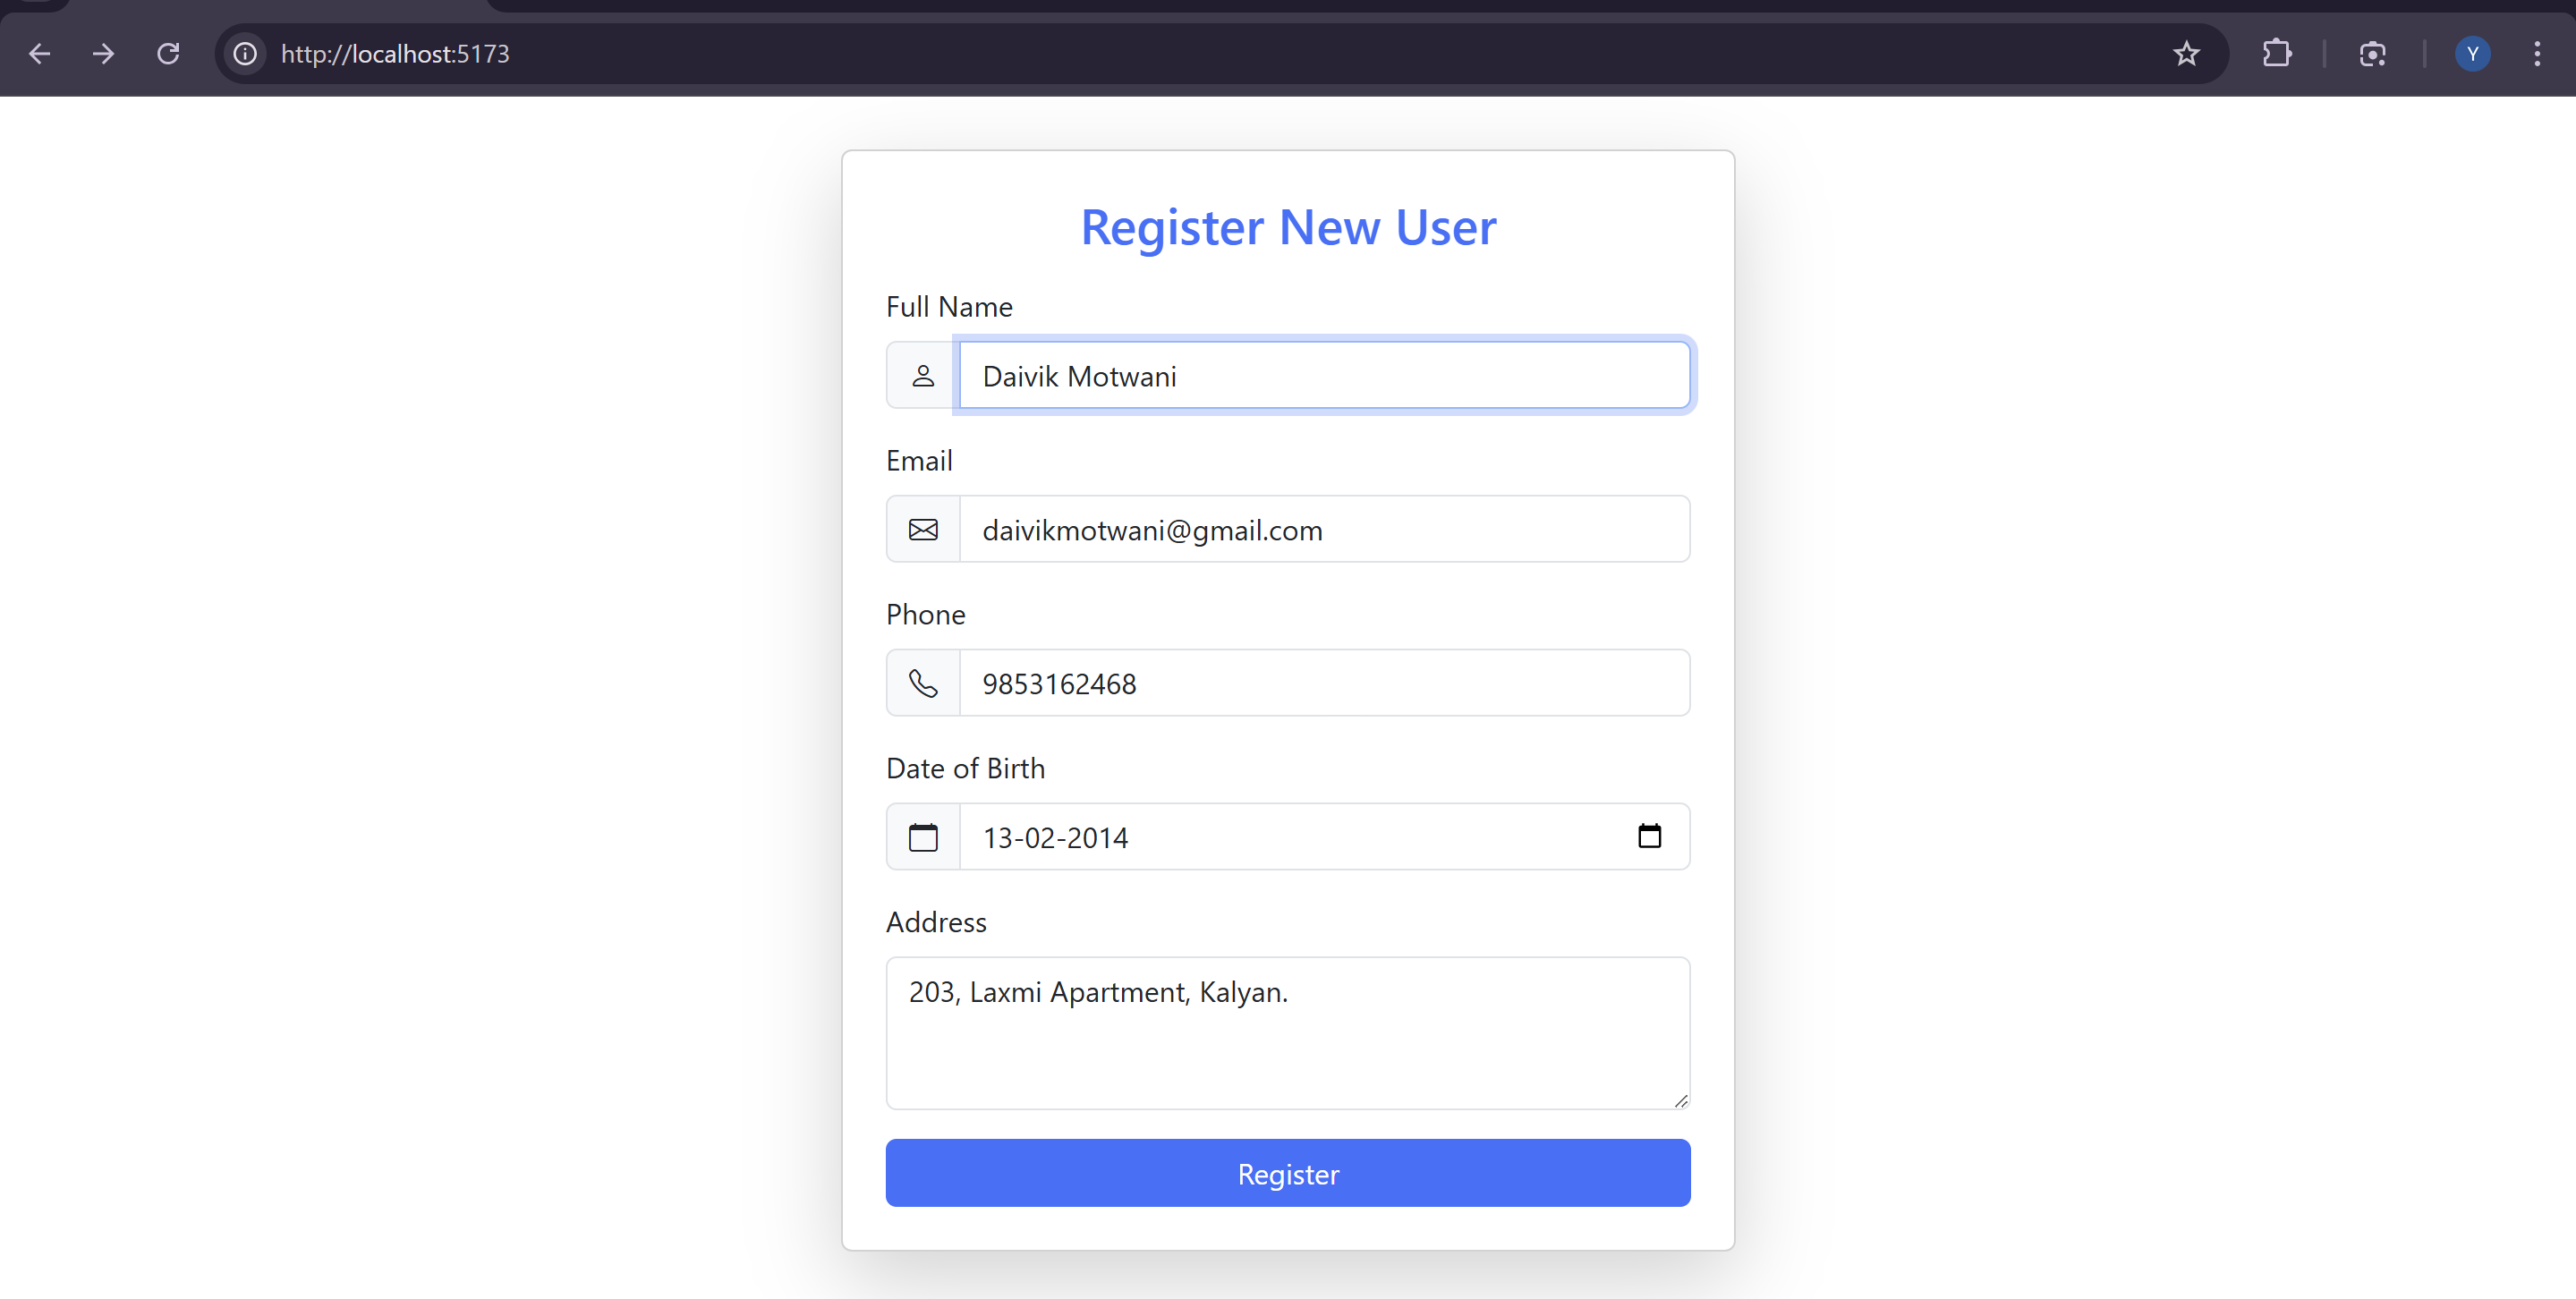 http://localhost:5173
Y
Register New User
Full Name
Daivik Motwani
Email
daivikmotwani@gmail.com
Phone
9853162468
Date of Birth
13-02-2014
Address
203, Laxmi Apartment, Kalyan.
Register